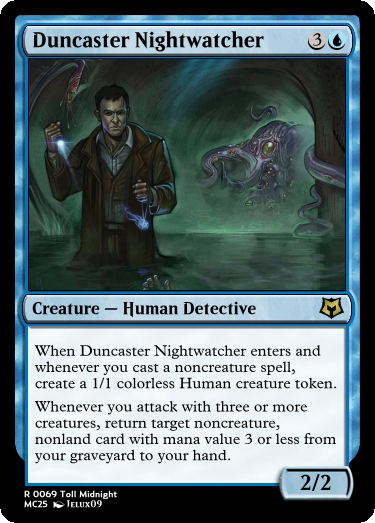 Duncaster Nightwatcher 3
Creature — Human Detective
When Duncaster Nightwatcher enters and
whenever you cast a noncreature spell,
create a 1/1 colorless Human creature token.
Whenever you attack with three or more
creatures, return target noncreature,
nonland card with mana value 3 or less from
your graveyard to your hand.
2/2
R 0069 Toll Midnight
MC25 JELUX09